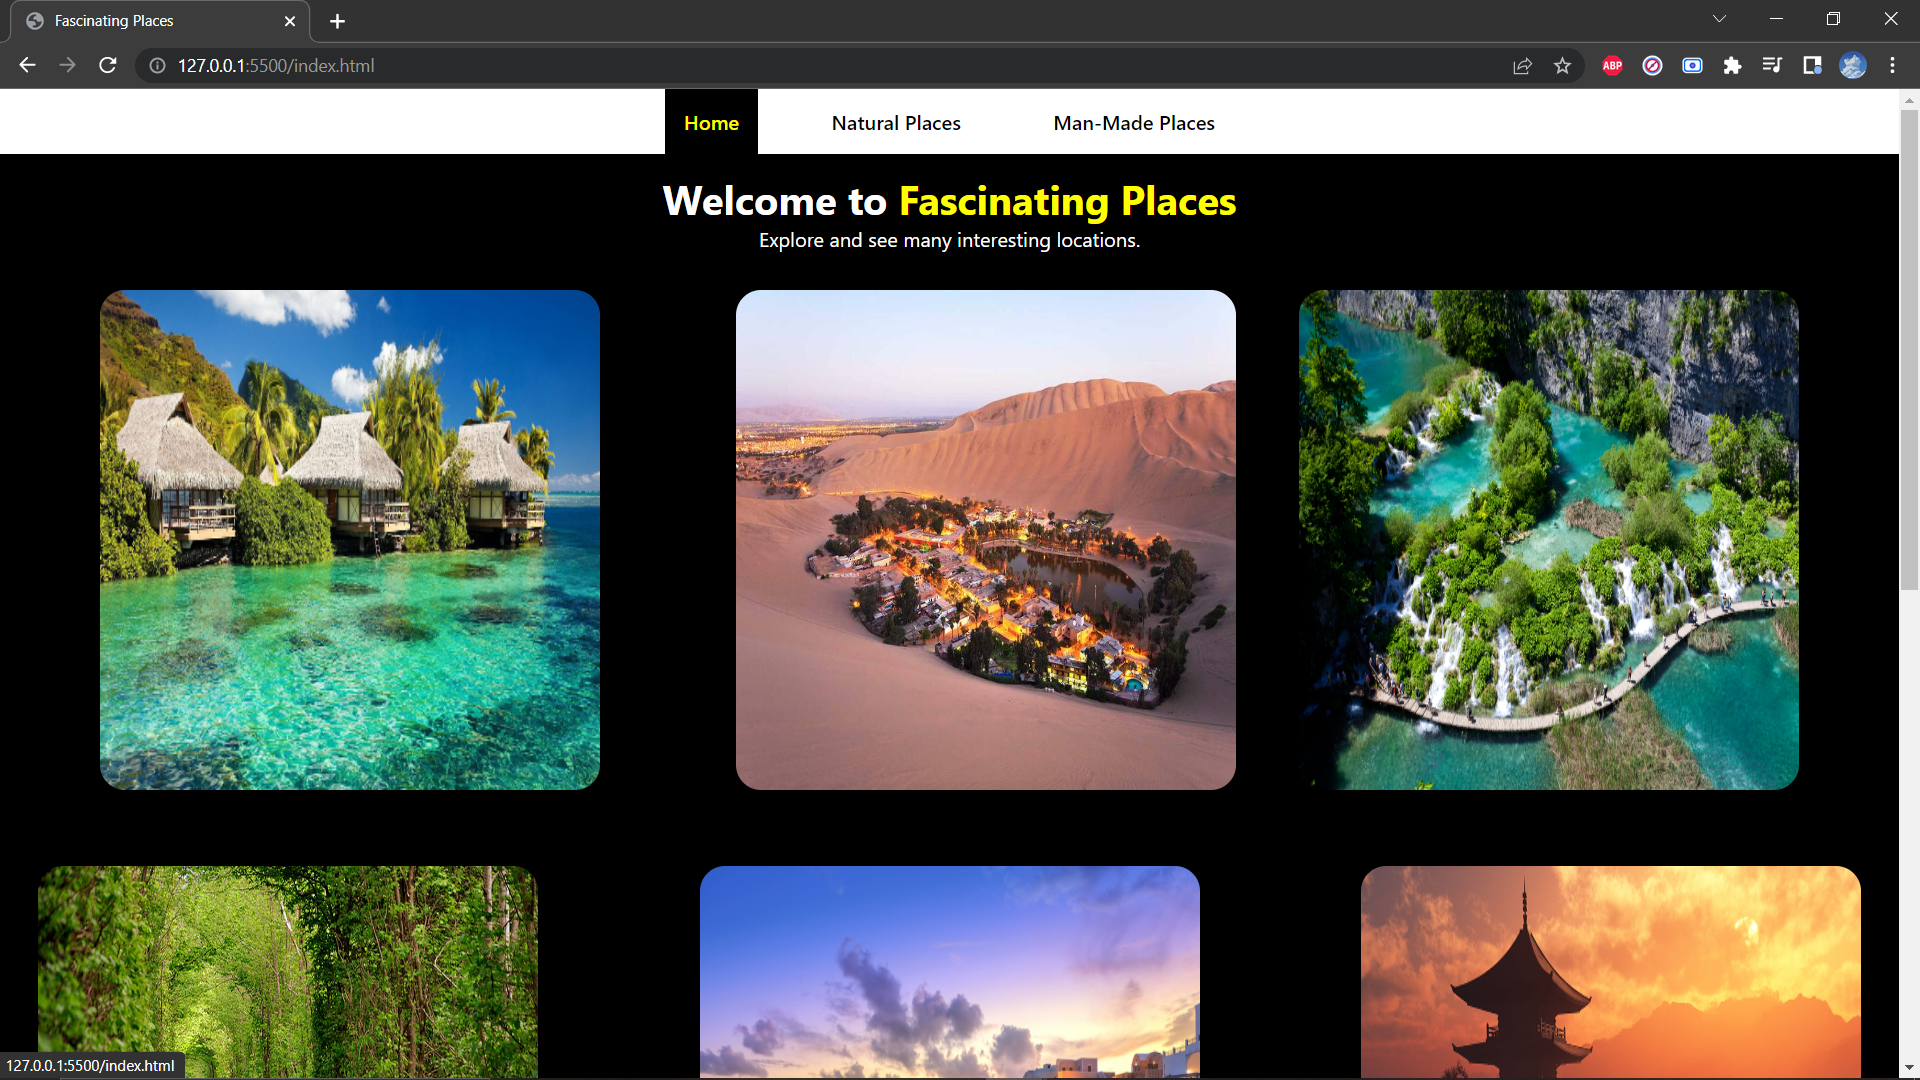 Fascinating Places
127.0.0.1:5500/index.html
ABP
Home Natural Places Man-Made Places
Welcome to Fascinating Places
Explore and see many interesting locations.
127.0.0.1:5500/index.html